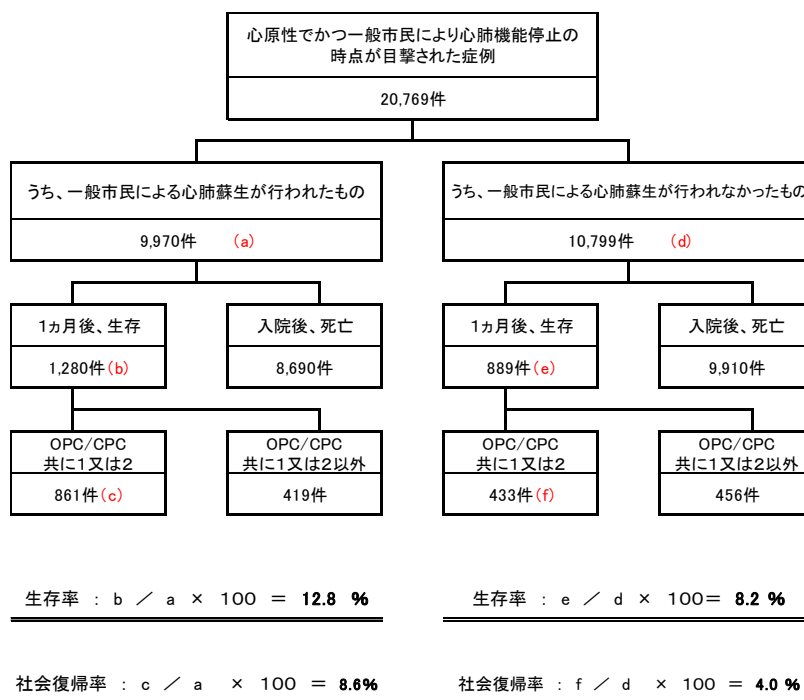 心原性でかつ一般市民により心肺機能停止の
時点が目撃された症例
20,769件
うち、一般市民による心肺蘇生が行われたもの
9,970件 (a)
うち、一般市民による心肺蘇生が行われなかったもの
10,799件 (d)
1ヵ月後、生存
1,280件(b)
入院後、死亡
8,690件
1ヵ月後、生存
889件(e)
入院後、死亡
9,910件
OPC/CPC
共に1又は2
861件(c)
OPC/CPC
共に1又は2以外
419件
OPC/CPC
共に1又は2
433件(f)
OPC/CPC
共に1又は2以外
456件
生存率 : b / a × 100 = 12.8 %
生存率 : e / d × 100= 8.2 %
社会復帰率 : c / a × 100 = 8.6%
社会復帰率 : f / d × 100 = 4.0 %